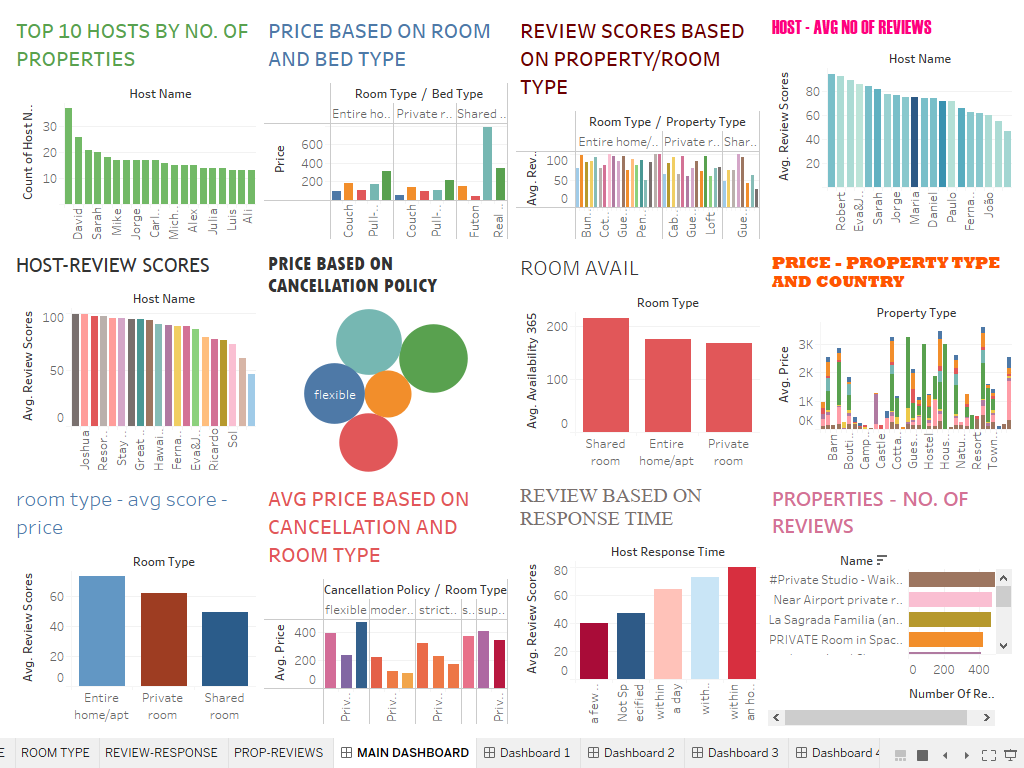 TOP 10 HOSTS BY NO. OF
PROPERTIES
Host Name
Count of Host N..
30
20
10
David
Sarah
Mike
Jorge
Carl..
Mich..
Alex
Julia
Luis
Ali
PRICE BASED ON ROOM
AND BED TYPE
Room Type / Bed Type
Entire ho.. Private r.. Shared ..
Price
600
400
200
Couch
Pull-..
Couch
Pull-..
Futon
Real ..
REVIEW SCORES BASED
ON PROPERTY/ROOM
TYPE
Room Type / Property Type
Entire home/.. Private r.. Shar..
Avg. Rev..
100
50
0
Bun..
Cot..
Gue..
Pen..
Cab..
Gue..
Loft
Gue..
HOST - AVG NO OF REVIEWS
Host Name
Avg. Review Scores
80
60
40
20
Robert
Eva&J..
Sarah
Jorge
Maria
Daniel
Paulo
Ferna..
João
HOST-REVIEW SCORES
Host Name
Avg. Review Scores
100
50
0
Joshua
Resor..
Stay ..
Great ..
Hawai..
Ferna..
Eva&J..
Ricardo
Sol
PRICE BASED ON
CANCELLATION POLICY
flexible
ROOM AVAIL
Room Type
Avg. Availability 365
200
100
0
Shared
room
Entire
home/apt
Private
room
PRICE - PROPERTY TYPE
AND COUNTRY
Property Type
Avg. Price
3K
2K
1K
0K
Barn
Bouti..
Camp..
Castle
Cotta..
Gues..
Hostel
Hous..
Natu..
Resort
Town..
room type - avg score -
price
Room Type
Avg. Review Scores
60
40
20
0
Entire
home/apt
Private
room
Shared
room
AVG PRICE BASED ON
CANCELLATION AND
ROOM TYPE
Cancellation Policy / Room Type
flexible moder.. strict.. s.. sup..
Avg. Price
400
200
0
Priv..
Priv..
Priv..
Priv..
REVIEW BASED ON
RESPONSE TIME
Host Response Time
Avg. Review Scores
80
60
40
20
0
a few ..
Not Sp
ecified
within
a day
with..
within
an ho..
PROPERTIES - NO. OF
REVIEWS
Name
#Private Studio - Waik..
Near Airport private r..
La Sagrada Familia (an..
PRIVATE Room in Spac..
0 200 400
Number Of Re..
E ROOM TYPE REVIEW-RESPONSE PROP-REVIEWS MAIN DASHBOARD Dashboard 1 Dashboard 2 Dashboard 3 Dashboard 4